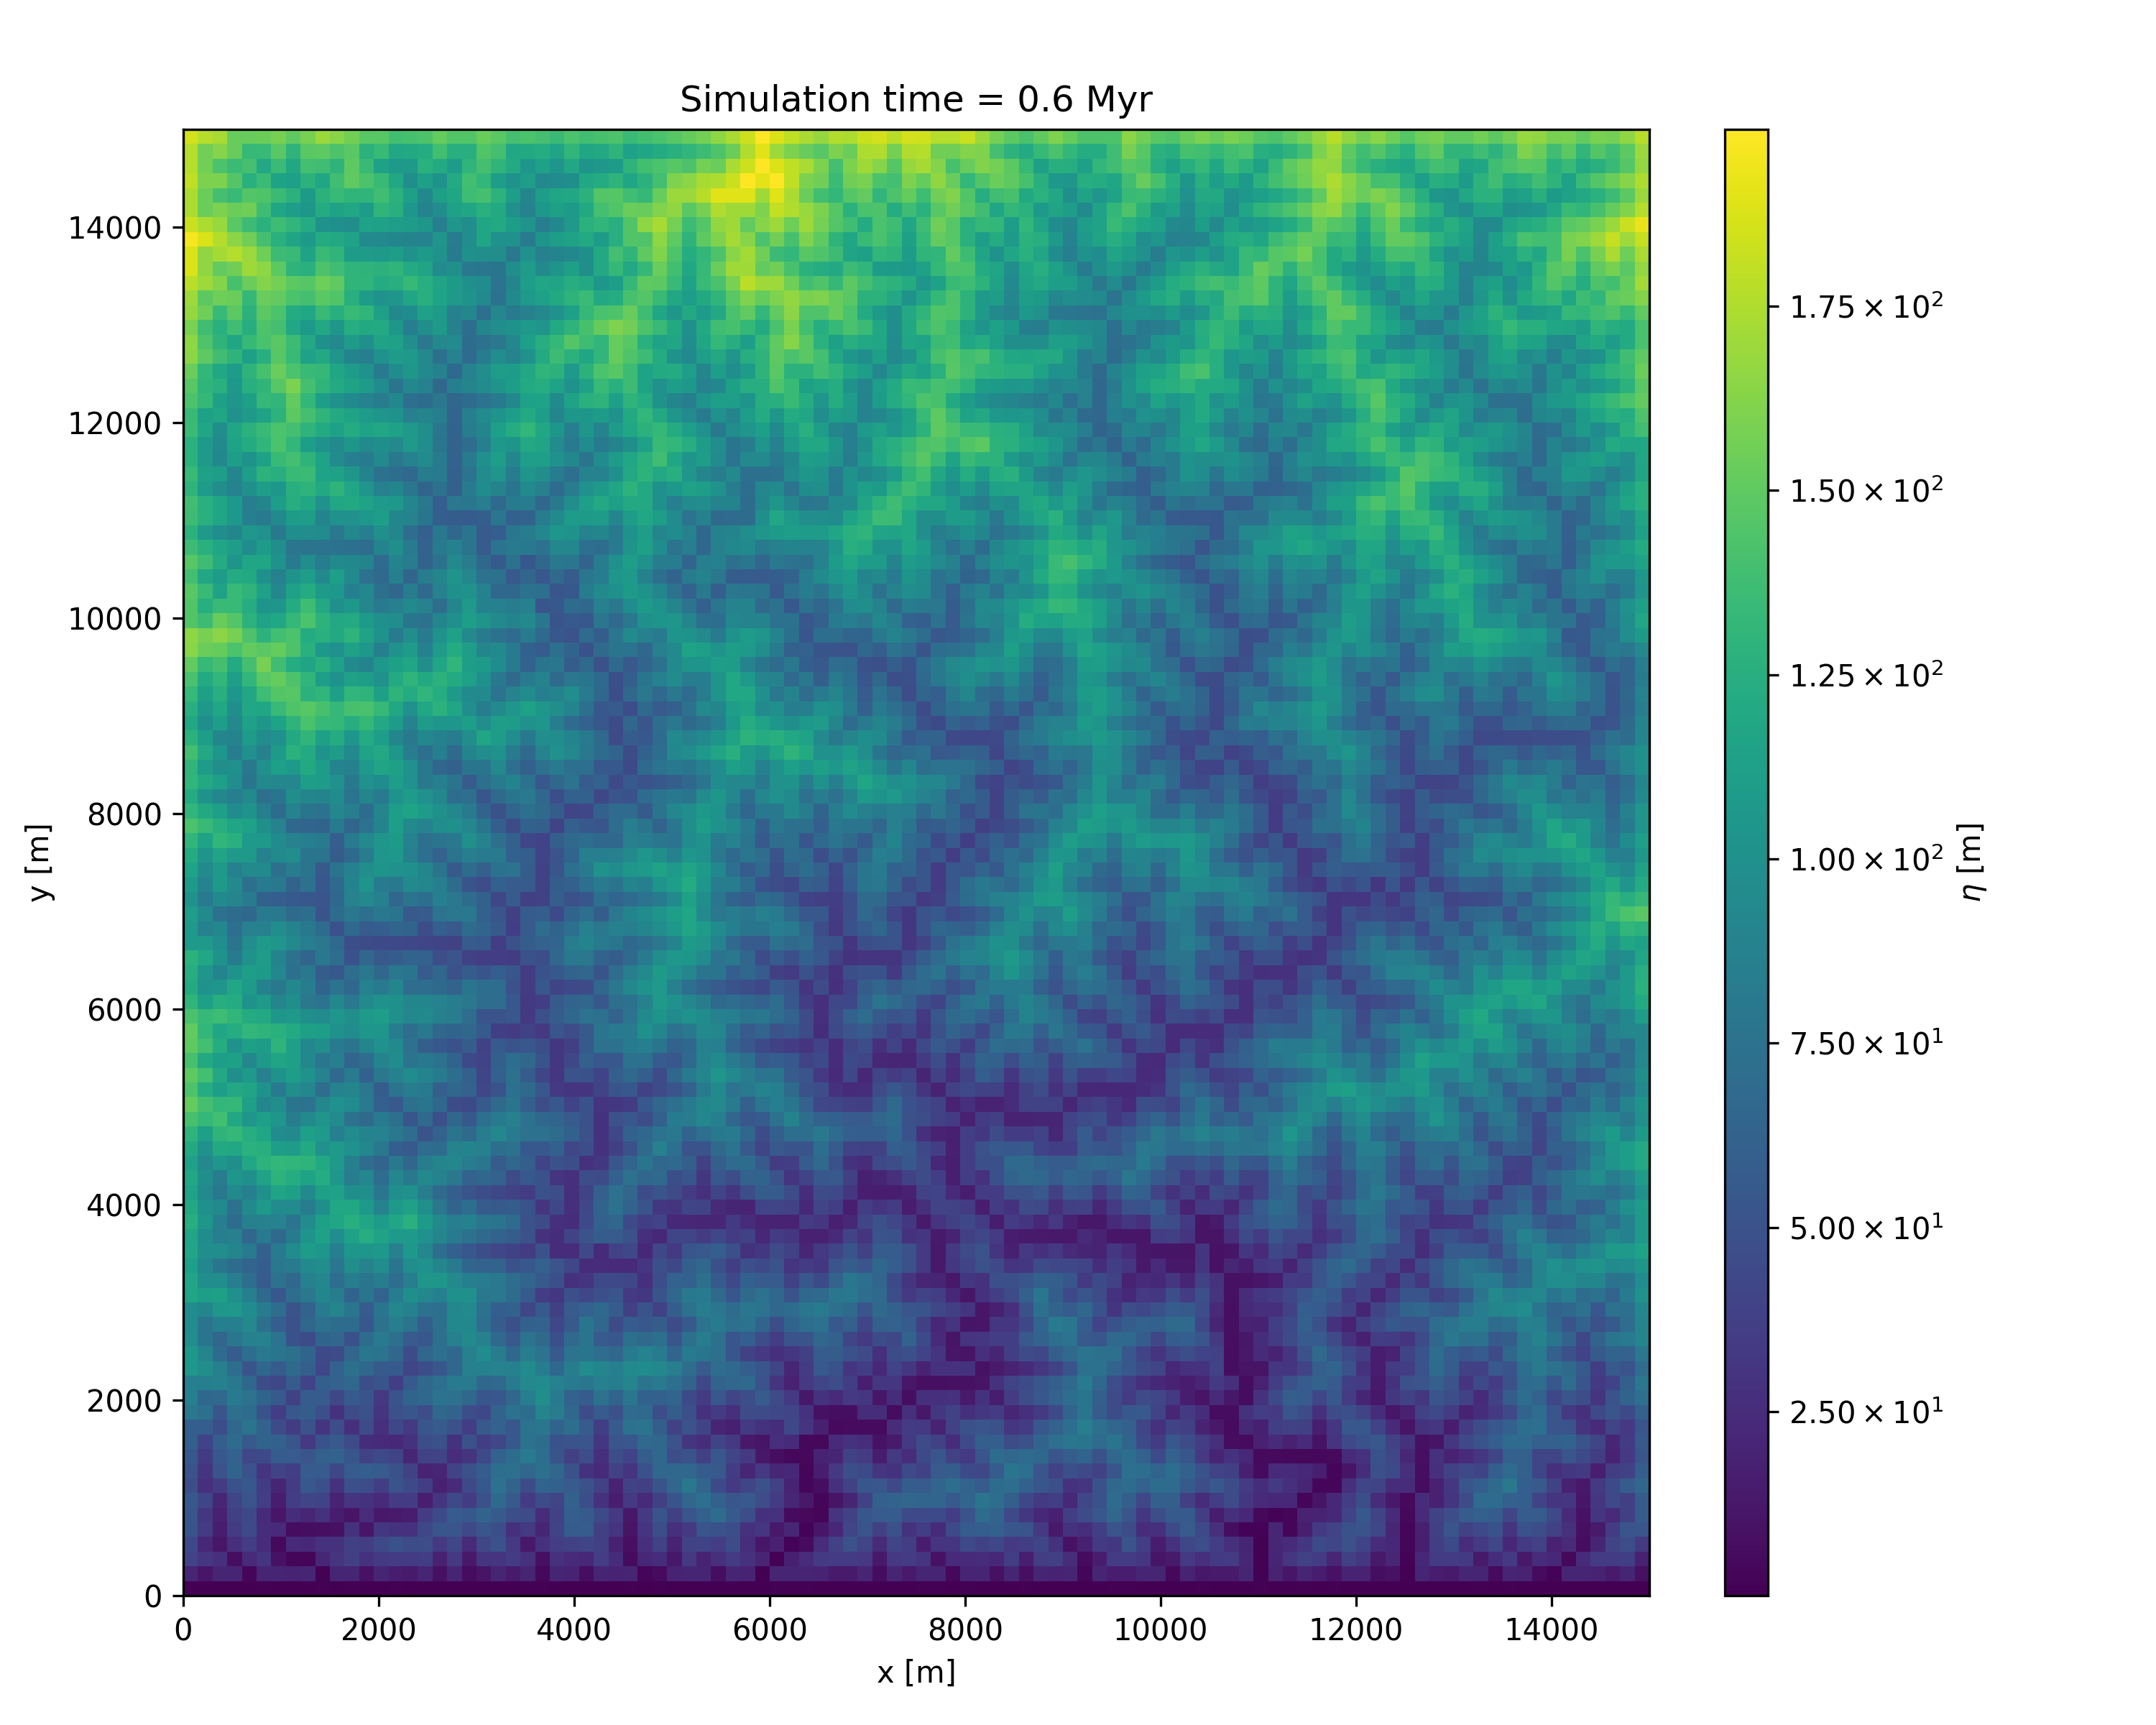 Simulation time = 0.6 Myr
y [m]
14000
12000
10000
8000
6000
4000
2000
0
0 2000 4000 6000 8000 10000 12000 14000
x [m]
1.75 × 10²
1.50 × 10²
1.25 × 10²
1.00 × 10²
7.50 × 10¹
5.00 × 10¹
2.50 × 10¹
η [m]